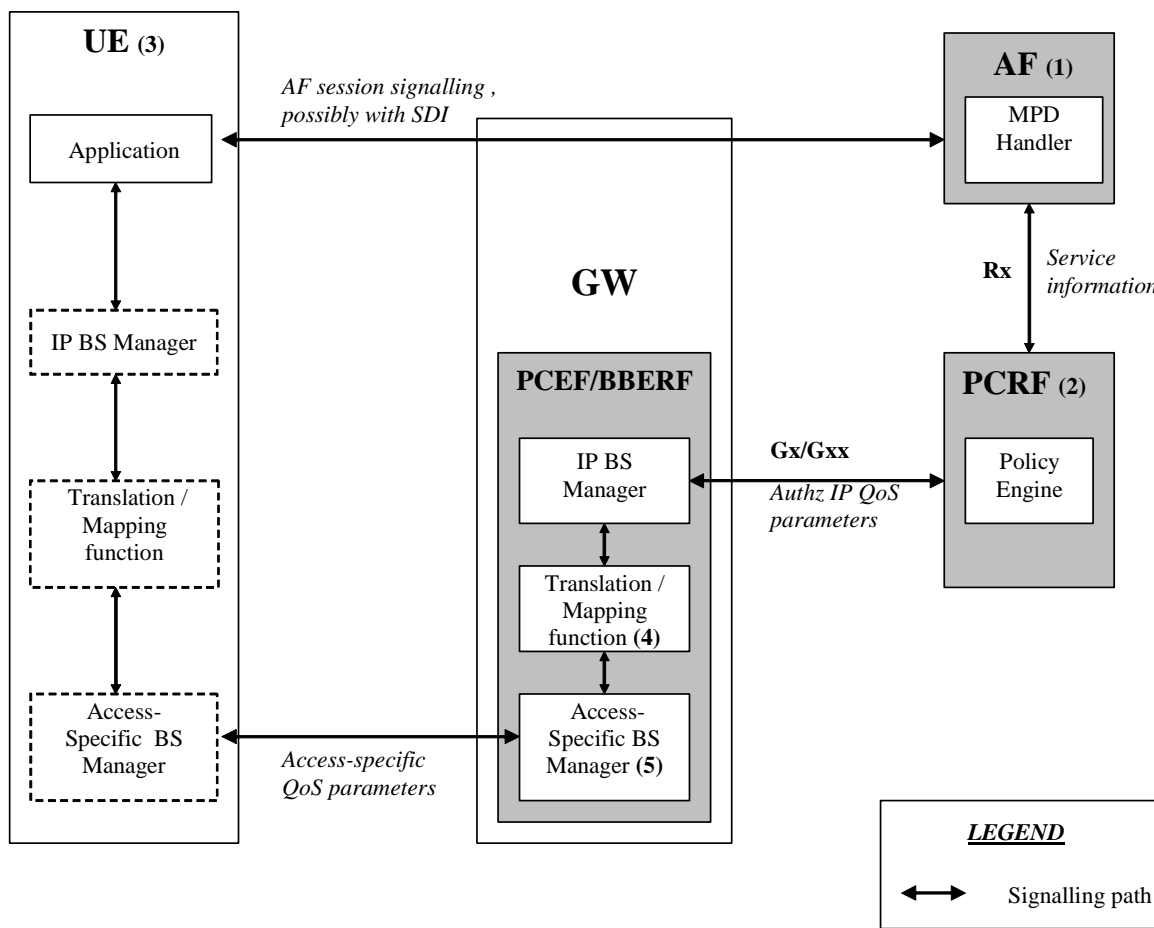 UE (3)
AF session signalling ,
possibly with SDI
AF (1)
MPD
Handler
Application
Rx
Service
information
GW
IP BS Manager
PCEF/BBERF
PCRF (2)
IP BS
Manager
Gx/Gxx
Authz IP QoS
parameters
Policy
Engine
Translation /
Mapping
function
Translation /
Mapping
function (4)
Access-
Specific BS
Manager
Access-specific
QoS parameters
Access-
Specific BS
Manager (5)
LEGEND
Signalling path